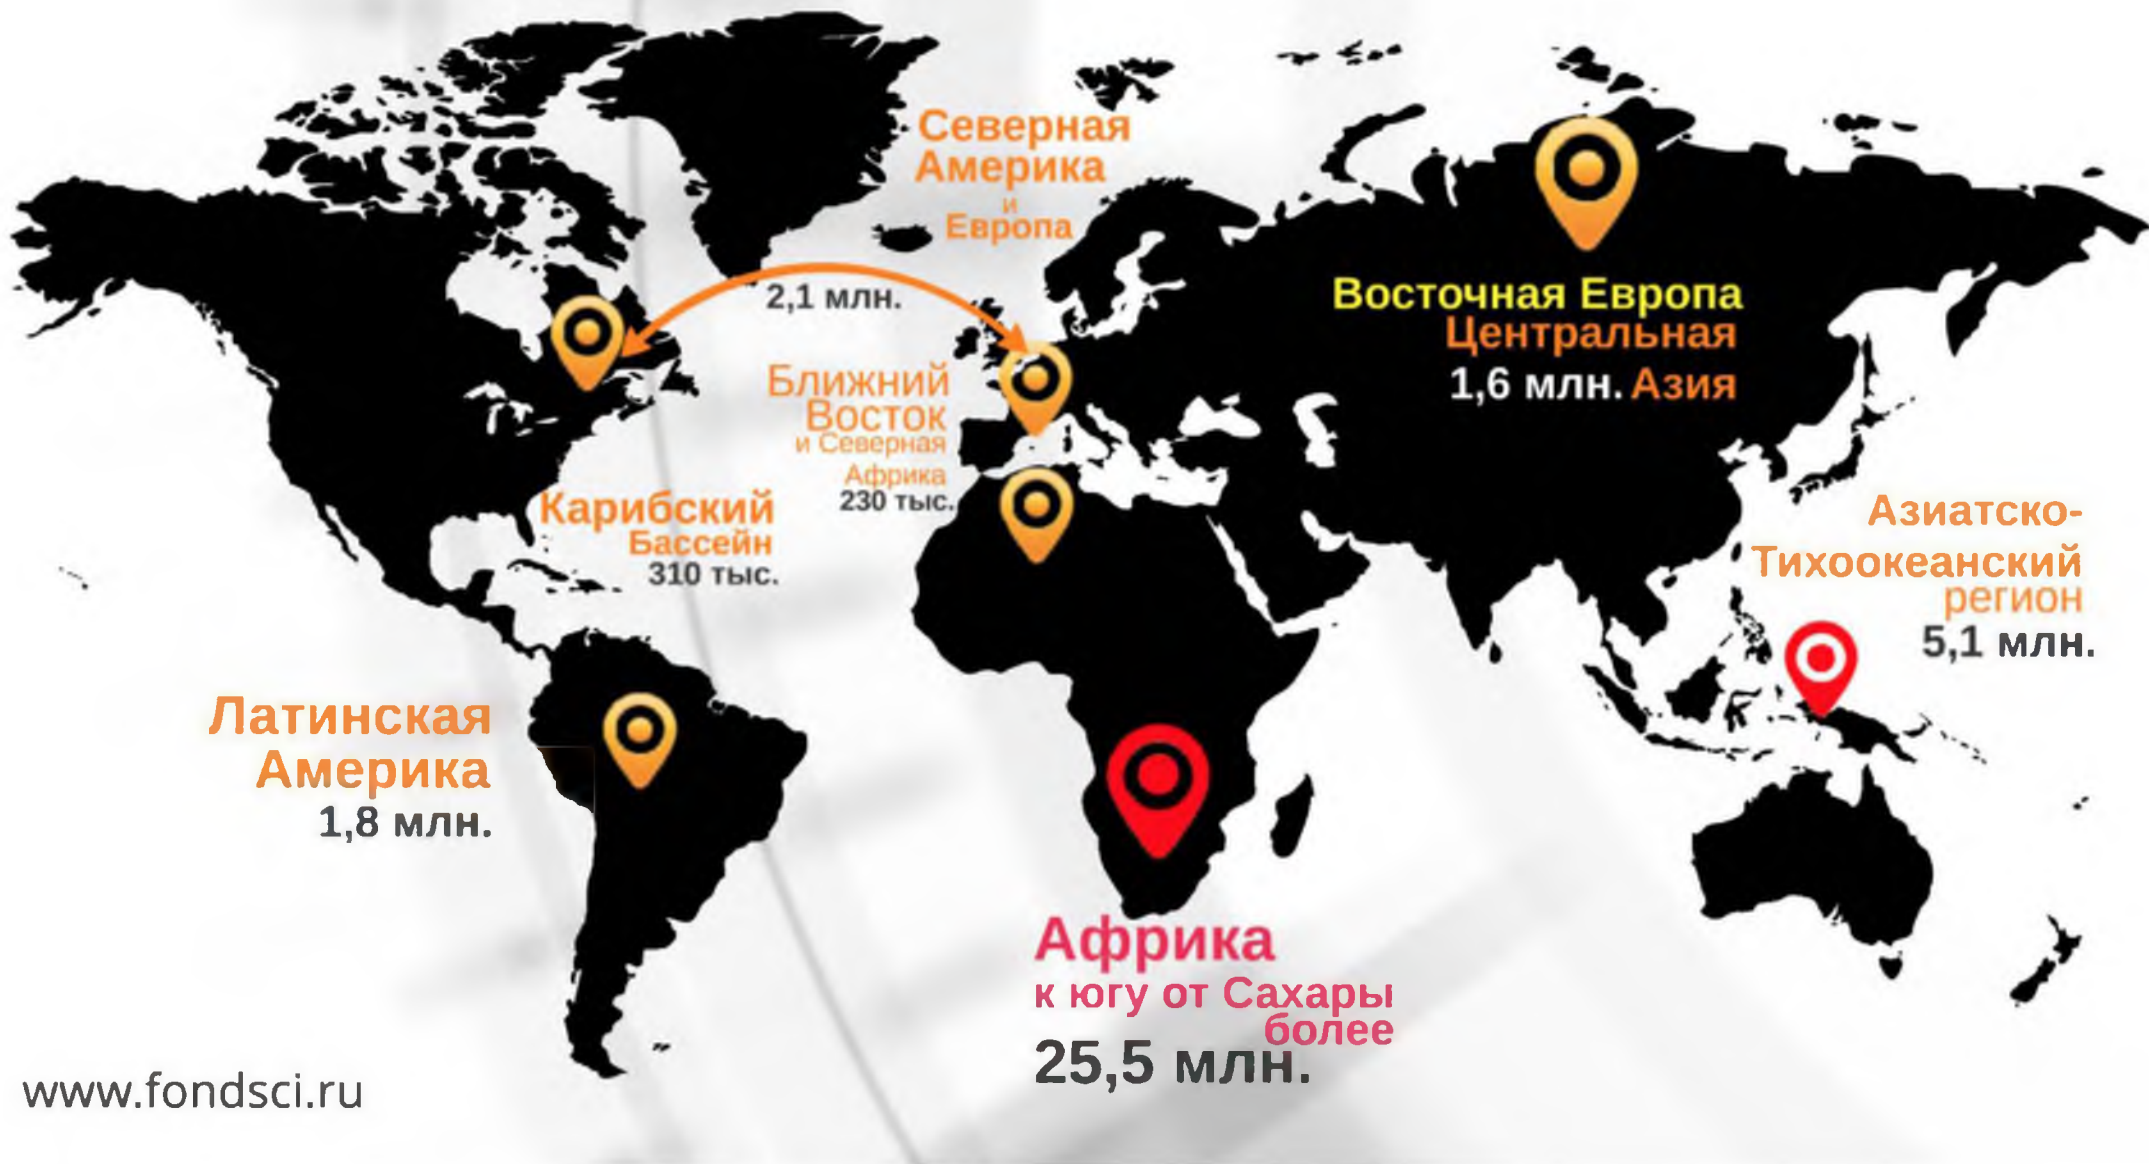 Северная
Америка
и
Европа
2,1 млн.
Восточная Европа
Центральная
1,6 млн. Азия
Ближний
Восток
и Северная
Африка
230 тыс.
Карибский
Бассейн
310 тыс.
Азиатско-
Тихоокеанский
регион
5,1 млн.
Латинская
Америка
1,8 млн.
Африка
к югу от Сахары
более
25,5 млн.
www.fondsci.ru